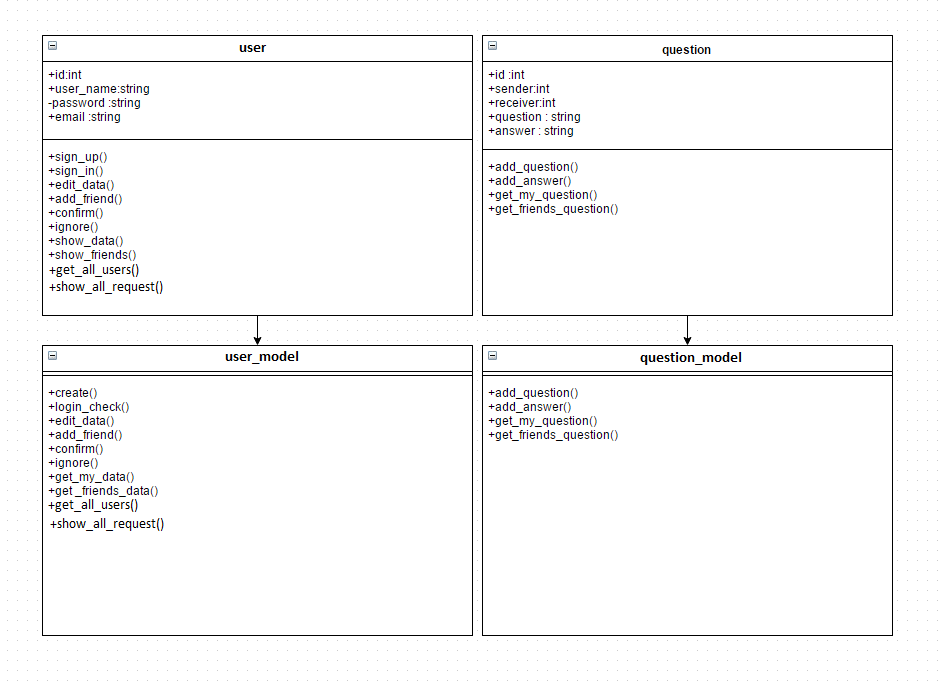 user
+id:int
+user_name:string
-password :string
+email :string
+sign_up()
+sign_in()
+edit_data()
+add_friend()
+confirm()
+ignore()
+show_data()
+show_friends()
+get_all_users()
+show_all_request()
question
+id :int
+sender:int
+receiver:int
+question : string
+answer : string
+add_question()
+add_answer()
+get_my_question()
+get_friends_question()
user_model
+create()
+login_check()
+edit_data()
+add_friend()
+confirm()
+ignore()
+get_my_data()
+get _friends_data()
+get_all_users()
+show_all_request()
question_model
+add_question()
+add_answer()
+get_my_question()
+get_friends_question()